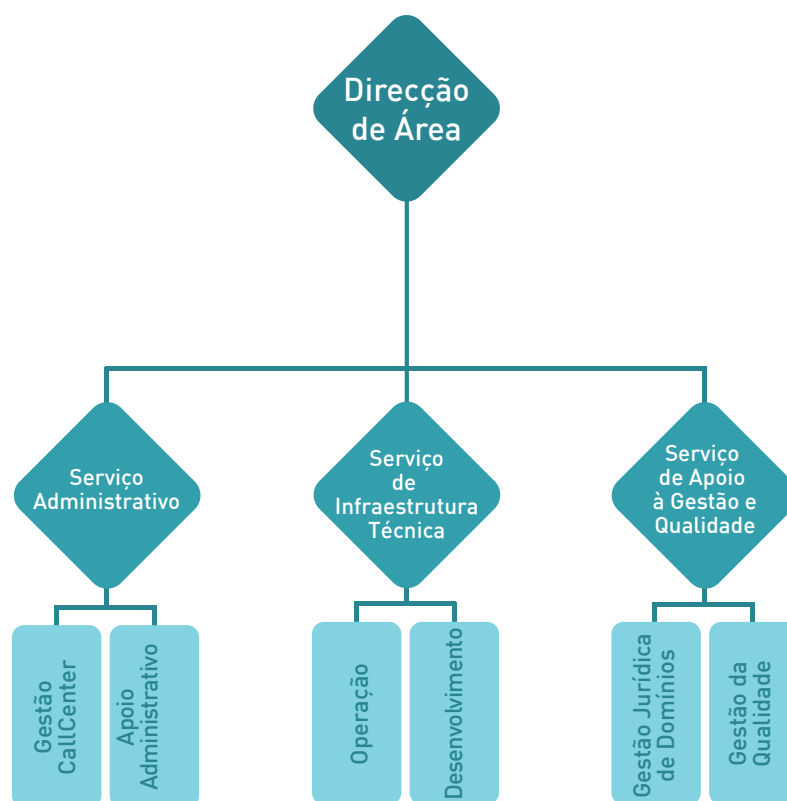 Direcção
de Área
Serviço
Administrativo
Serviço
de
Infraestrutura
Técnica
Serviço
de Apoio
à Gestão e
Qualidade
Gestão
CallCenter
Apoio
Administrativo
Operação
Desenvolvimento
Gestão Jurídica
de Domínios
Gestão da
Qualidade